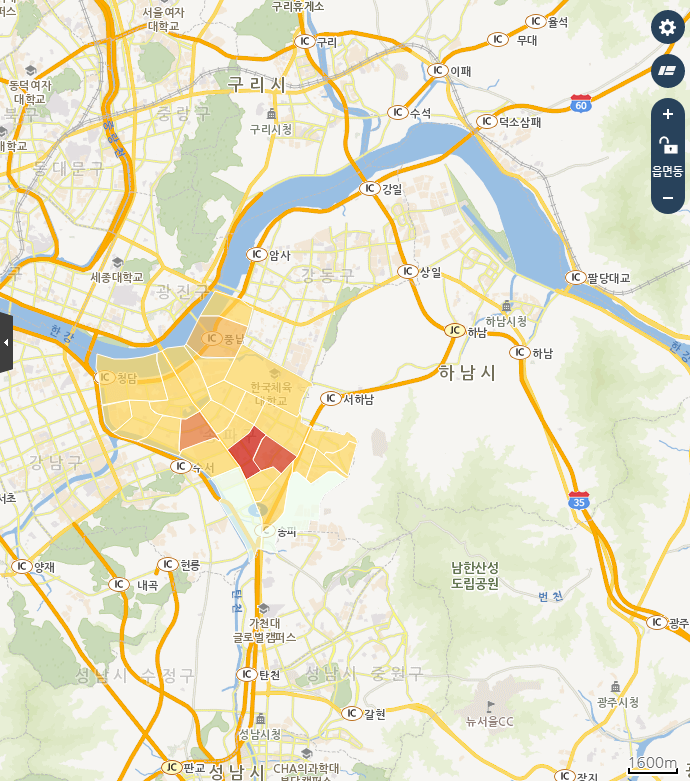 구리휴게소
서울여자
대학교
IC 율석
IC 구리
IC 무대
IC 이패
동덕여자
대학교
구리시
IC 수석
60
IC 덕소삼패
중랑구
구리시청
중랑천
동대문구
읍면동
IC 강일
IC 암사
세종대학교
강동구
IC 상일
IC 팔당대교
광진구
하남시청
한강
IC 풍납
JC 하남
IC 하남
IC 청담
하남시
한국체육
대학교
IC 서하남
강남구
IC 수서
서초
35
IC 송파
IC 양재
IC 헌릉
IC 내곡
남한산성
도립공원
탄천
번천
가천대
글로벌캠퍼스
IC 광주
성남시 수정구
IC 탄천
성남시 중원구
광주시청
IC 갈현
뉴서울CC
성남시청
JC 판교
성남시
CHA의과학대
1600m